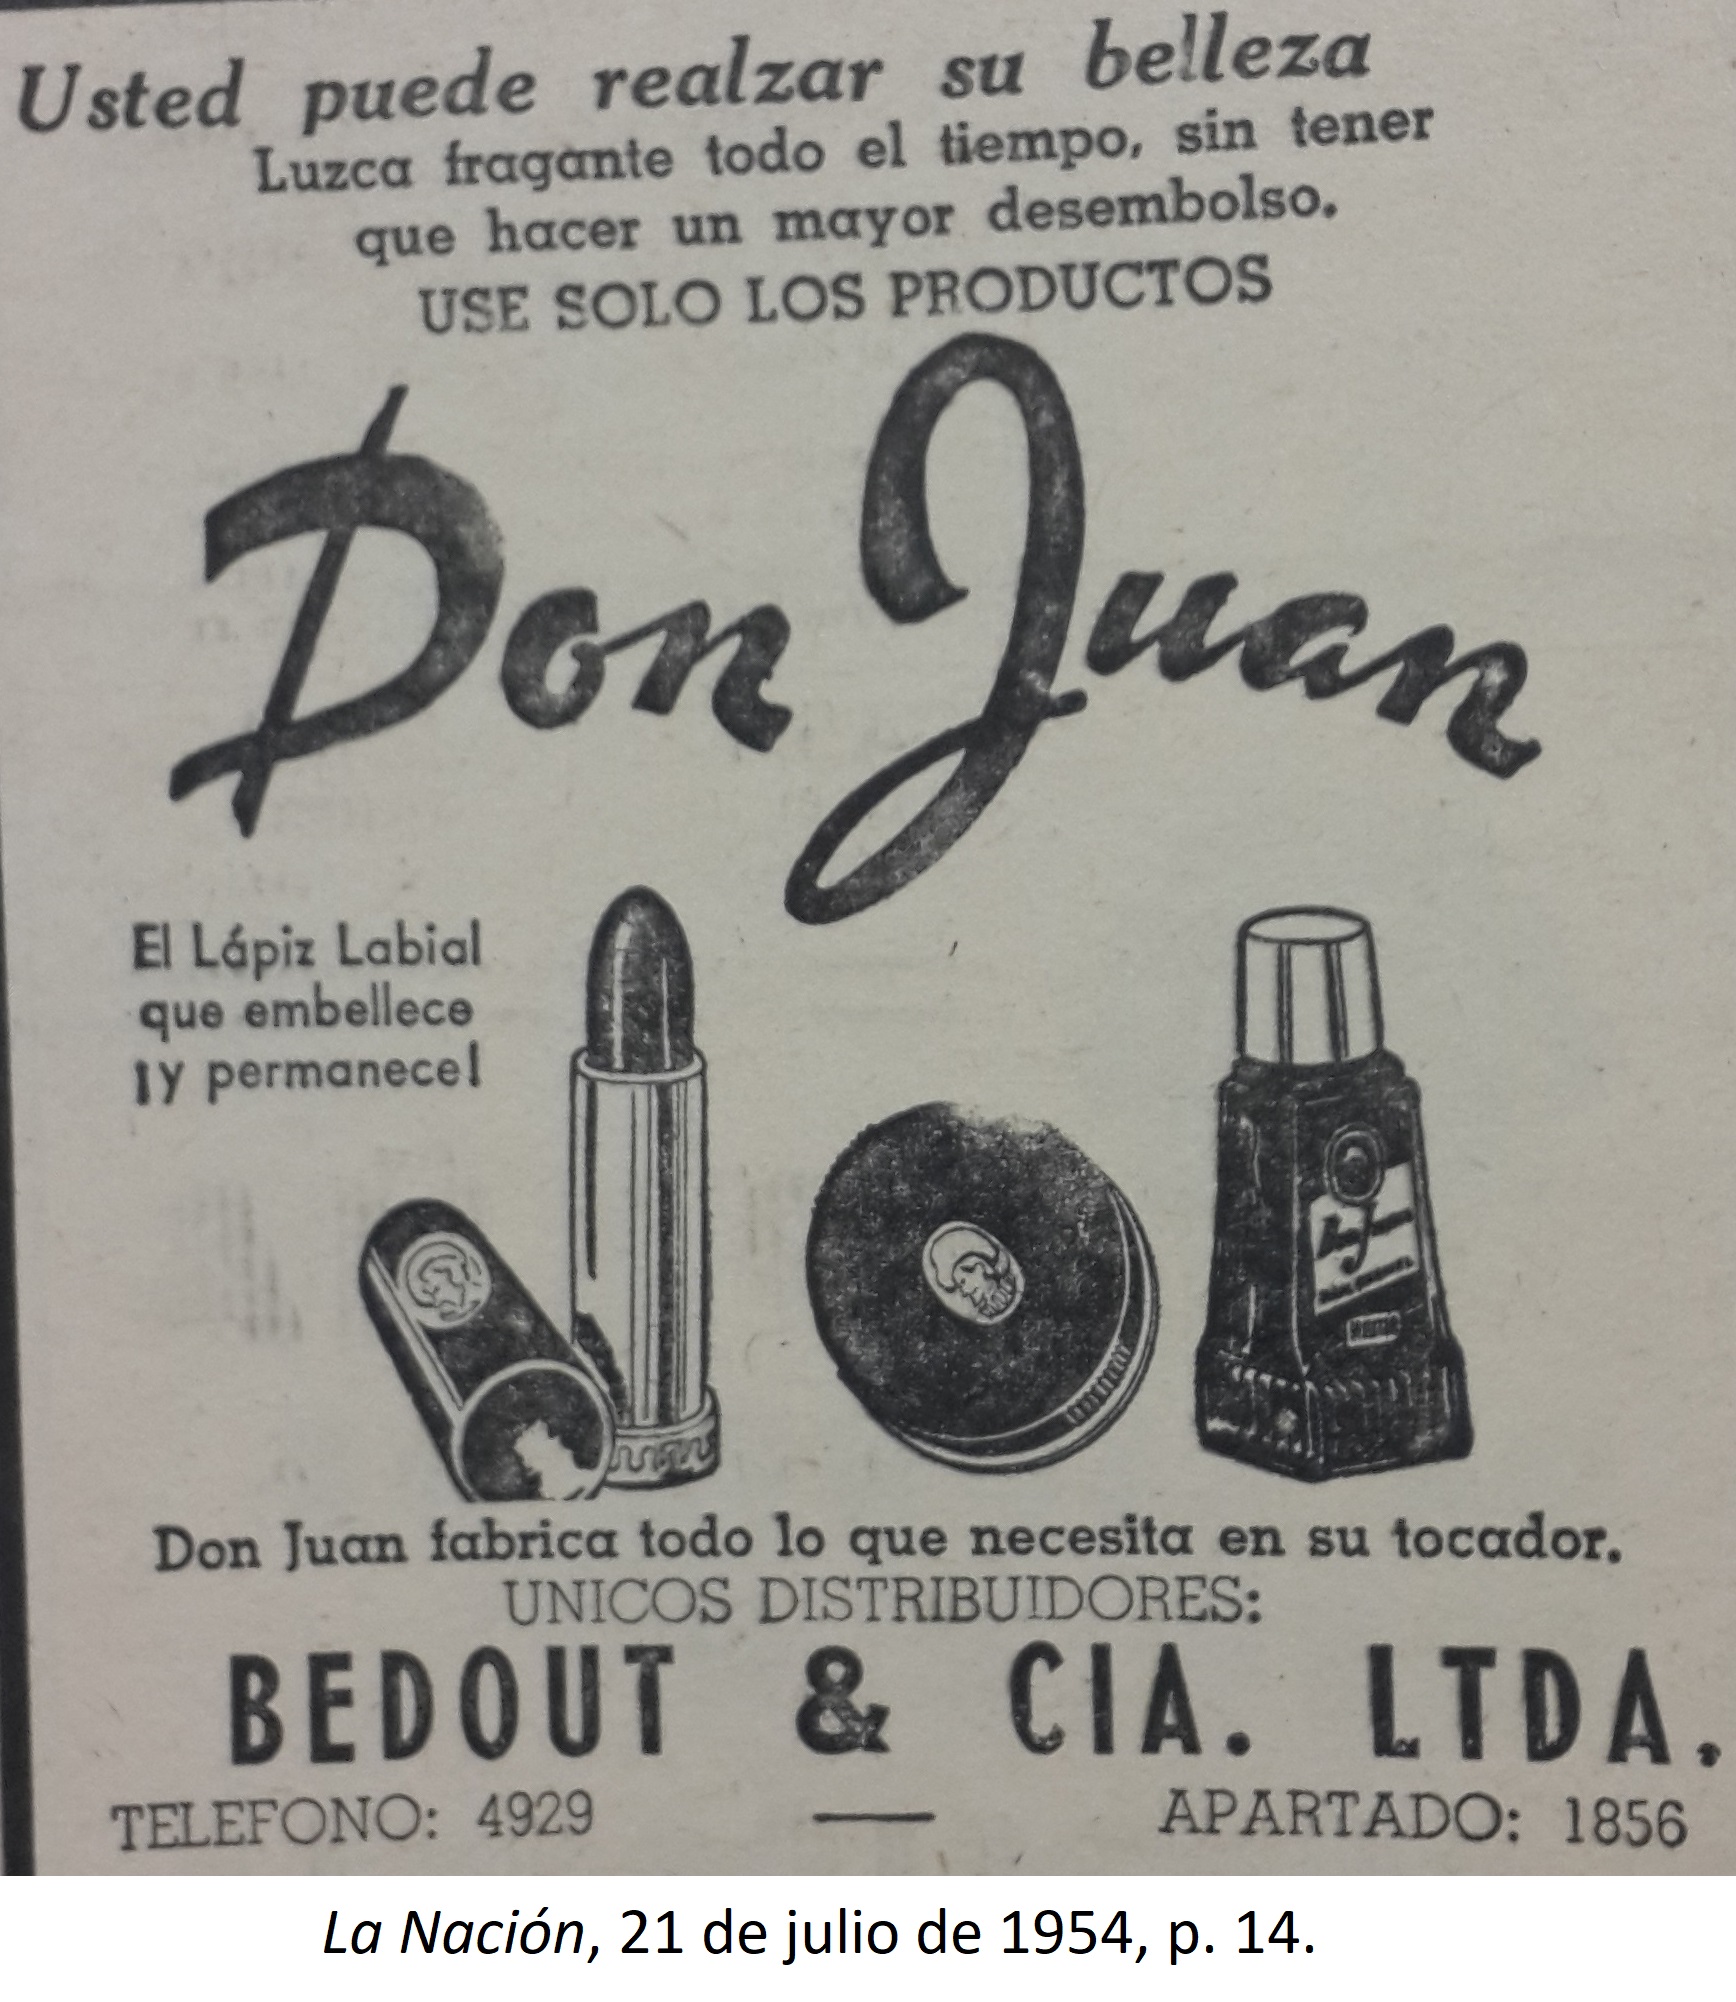 Usted puede realzar su belleza
Luzca fragante todo el tiempo, sin tener
que hacer un mayor desembolso.
USE SOLO LOS PRODUCTOS
Don Juan
El Lápiz Labial
que embellece
¡y permanece!
Don Juan
Don Juan fabrica todo lo que necesita en su tocador.
UNICOS DISTRIBUIDORES:
BEDOUT & CIA. LTDA.
TELEFONO: 4929 — APARTADO: 1856
La Nación, 21 de julio de 1954, p. 14.